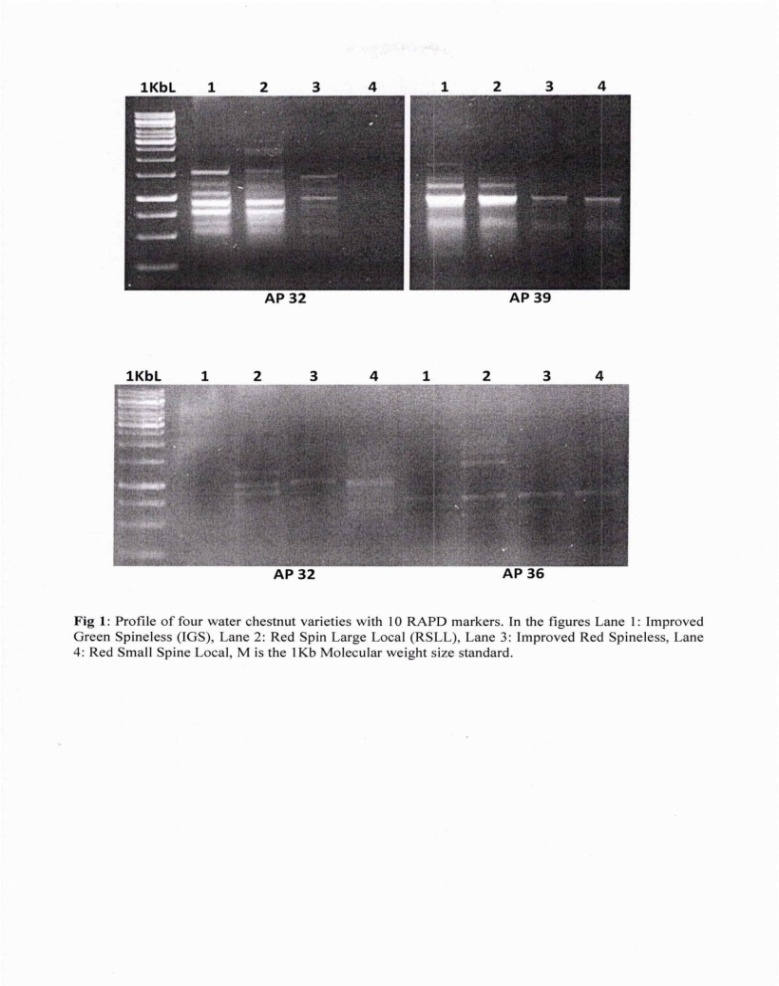 1KbL 1 2 3 4 1 2 3 4
AP 32 AP 39
1KbL 1 2 3 4 1 2 3 4
AP 32 AP 36
Fig 1: Profile of four water chestnut varieties with 10 RAPD markers. In the figures Lane 1: Improved
Green Spineless (IGS), Lane 2: Red Spin Large Local (RSLL), Lane 3: Improved Red Spineless, Lane
4: Red Small Spine Local, M is the 1Kb Molecular weight size standard.